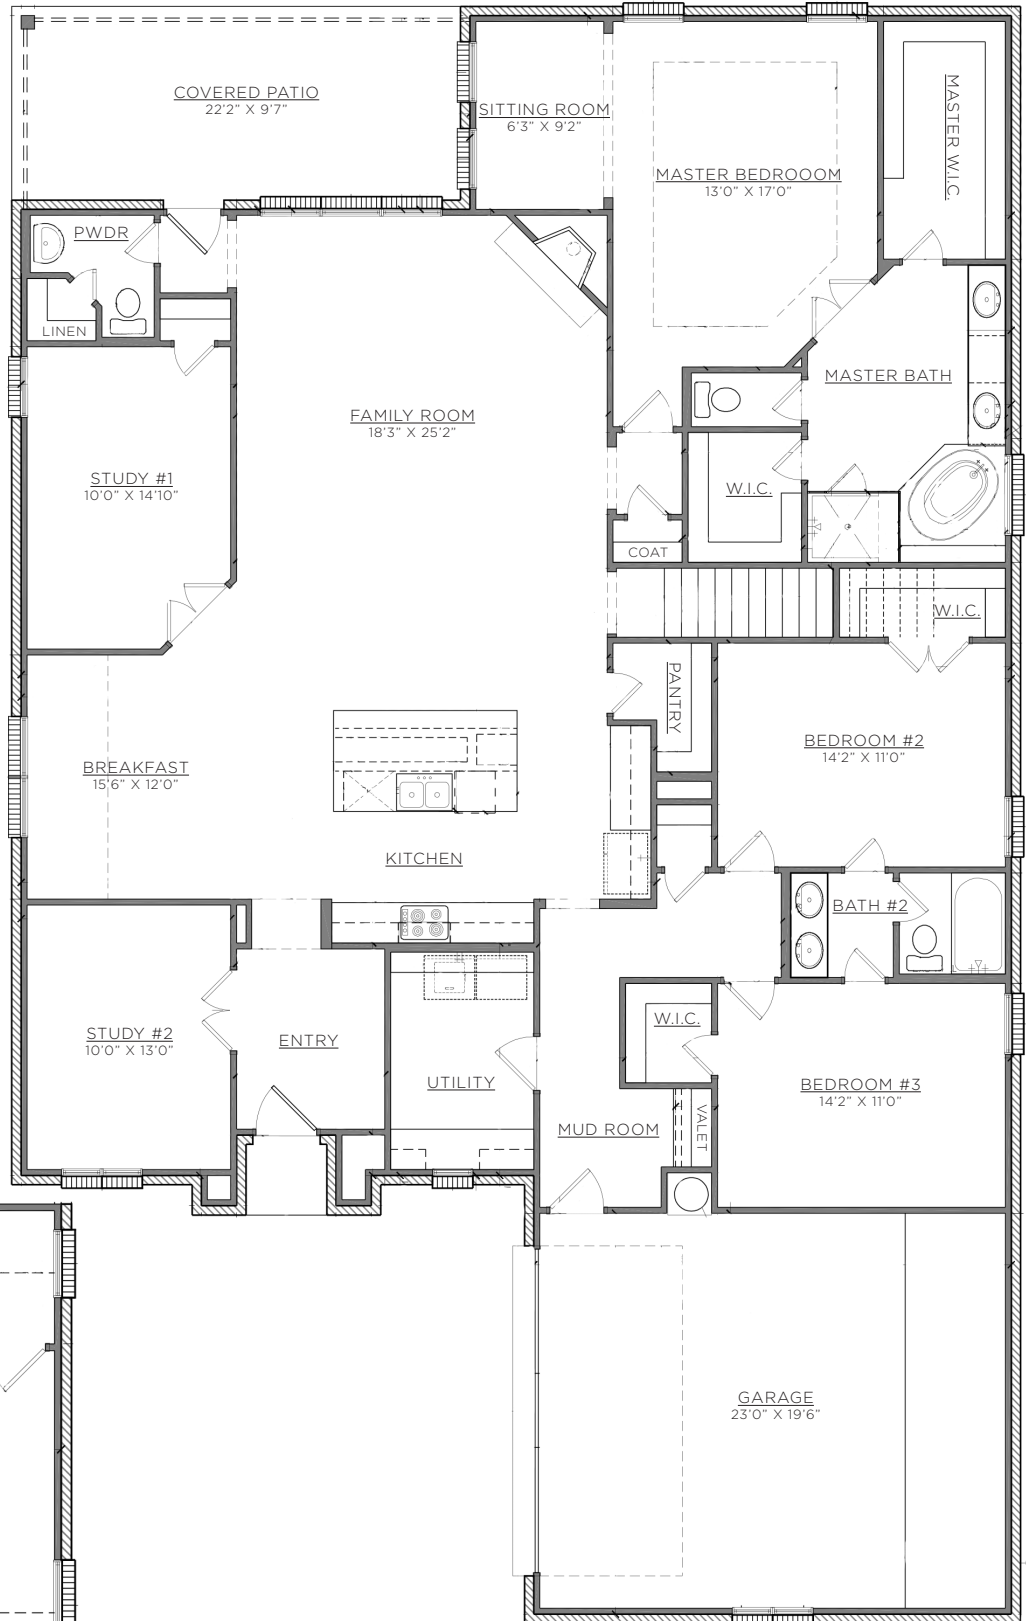 COVERED PATIO
22'2" X 9'7"
SITTING ROOM
6'3" X 9'2"
MASTER BEDROOOM
13'0" X 17'0"
MASTER W.I.C.
PWDR
LINEN
MASTER BATH
FAMILY ROOM
18'3" X 25'2"
STUDY #1
10'0" X 14'10"
W.I.C.
COAT
W.I.C.
PANTRY
BEDROOM #2
14'2" X 11'0"
BREAKFAST
15'6" X 12'0"
KITCHEN
BATH #2
STUDY #2
10'0" X 13'0"
ENTRY
W.I.C.
UTILITY
BEDROOM #3
14'2" X 11'0"
MUD ROOM
VALET
GARAGE
23'0" X 19'6"